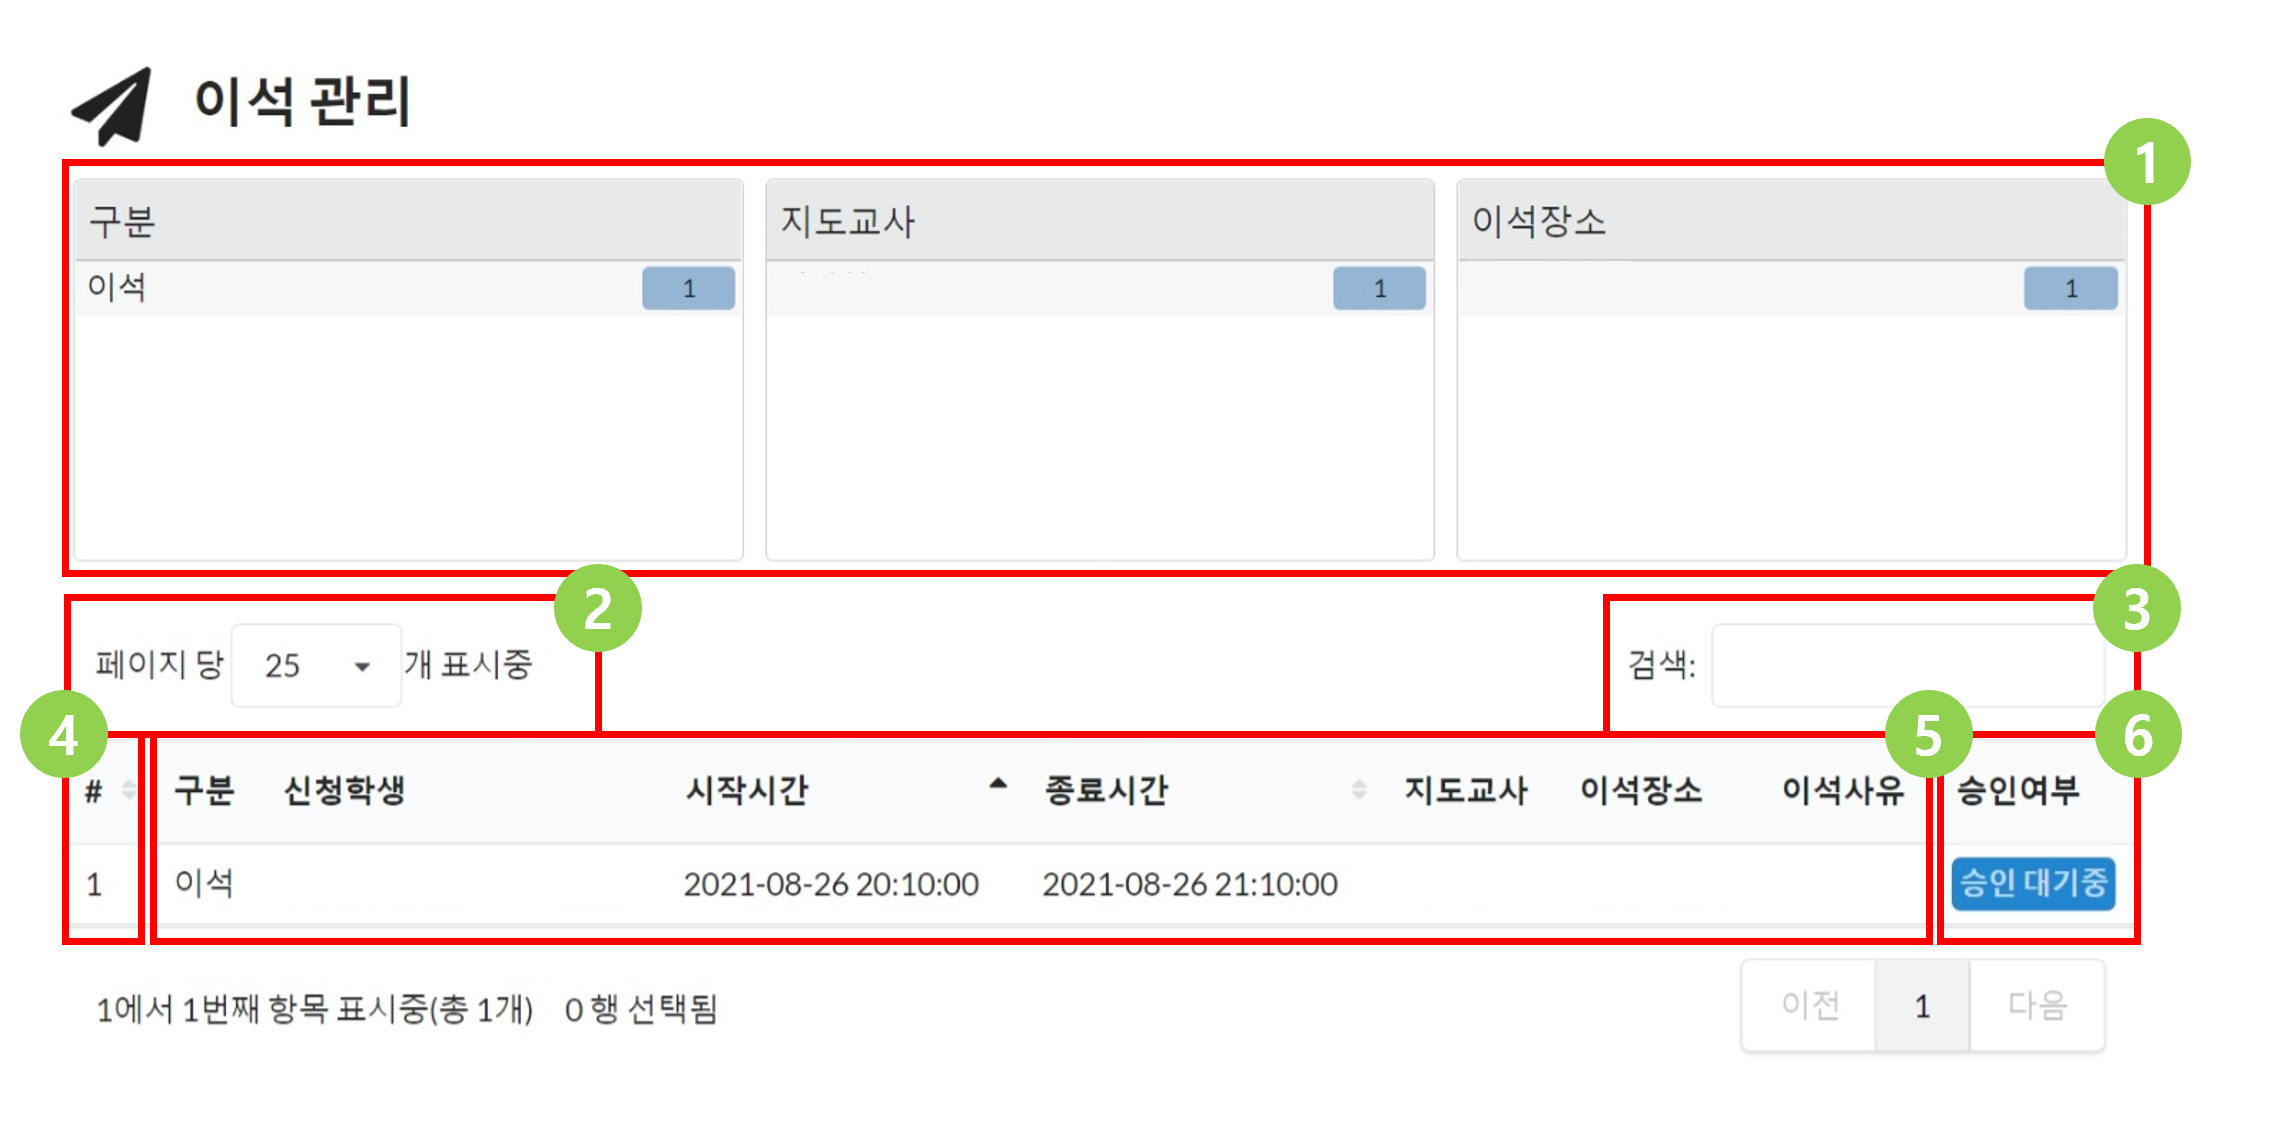 이석 관리
1
구분 지도교사 이석장소
이석 1 1 1
2 3
페이지 당 25 개 표시중 검색:
4 5 6
# 구분 신청학생 시작시간 종료시간 지도교사 이석장소 이석사유 승인여부
1 이석 2021-08-26 20:10:00 2021-08-26 21:10:00 승인 대기중
1에서 1번째 항목 표시중(총 1개) 0 행 선택됨 이전 1 다음